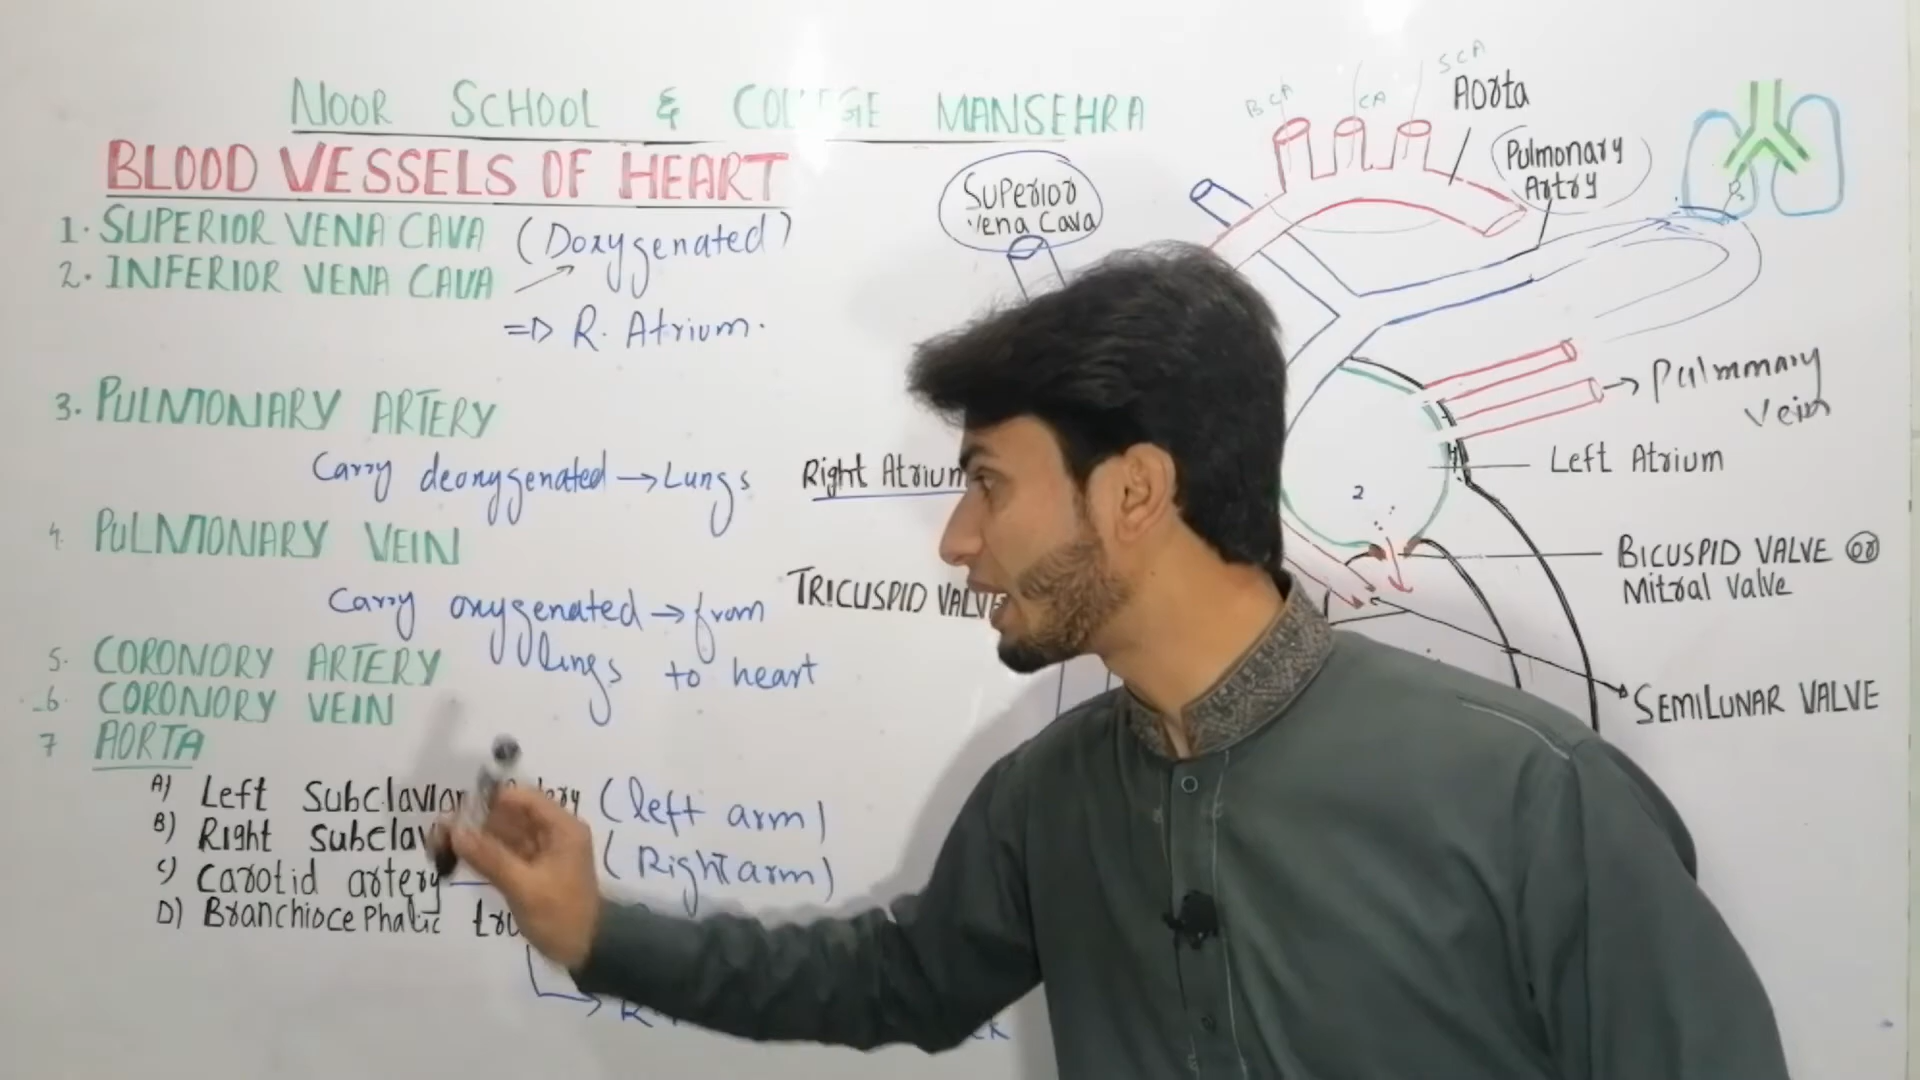 NOOR SCHOOL & COLLEGE MANSEHRA
BLOOD VESSELS OF HEART
1. SUPERIOR VENA CAVA (Doxygenated)
2. INFERIOR VENA CAVA
=> R. Atrium.
3. PULMONARY ARTERY
Carry deoxygenated → Lungs
4. PULMONARY VEIN
Carry oxygenated → from
lungs to heart
5. CORONORY ARTERY
6. CORONORY VEIN
7 AORTA
A) Left Subclavian (left arm)
B) Right subclav (Right arm)
C) Carotid artery
D) Branchiocephalic
BCA
CA
SCA
Aorta
Pulmonary
Artry
Superior
Vena Cava
Pulmonary
Vein
Right Atrium
Left Atrium
2
TRICUSPID VALVE
BICUSPID VALVE OR
Mitral Valve
SEMILUNAR VALVE